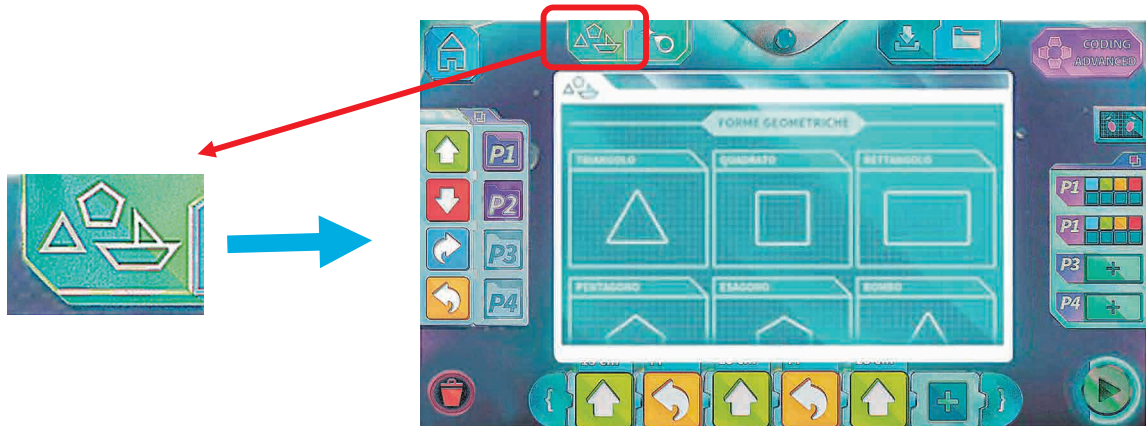 CODING
ADVANCED
FORME GEOMETRICHE
TRIANGOLO QUADRATO RETTANGOLO
P1
P2
P3
P4
P1
P1
P3
P4
PENTAGONO ESAGONO ROMBO